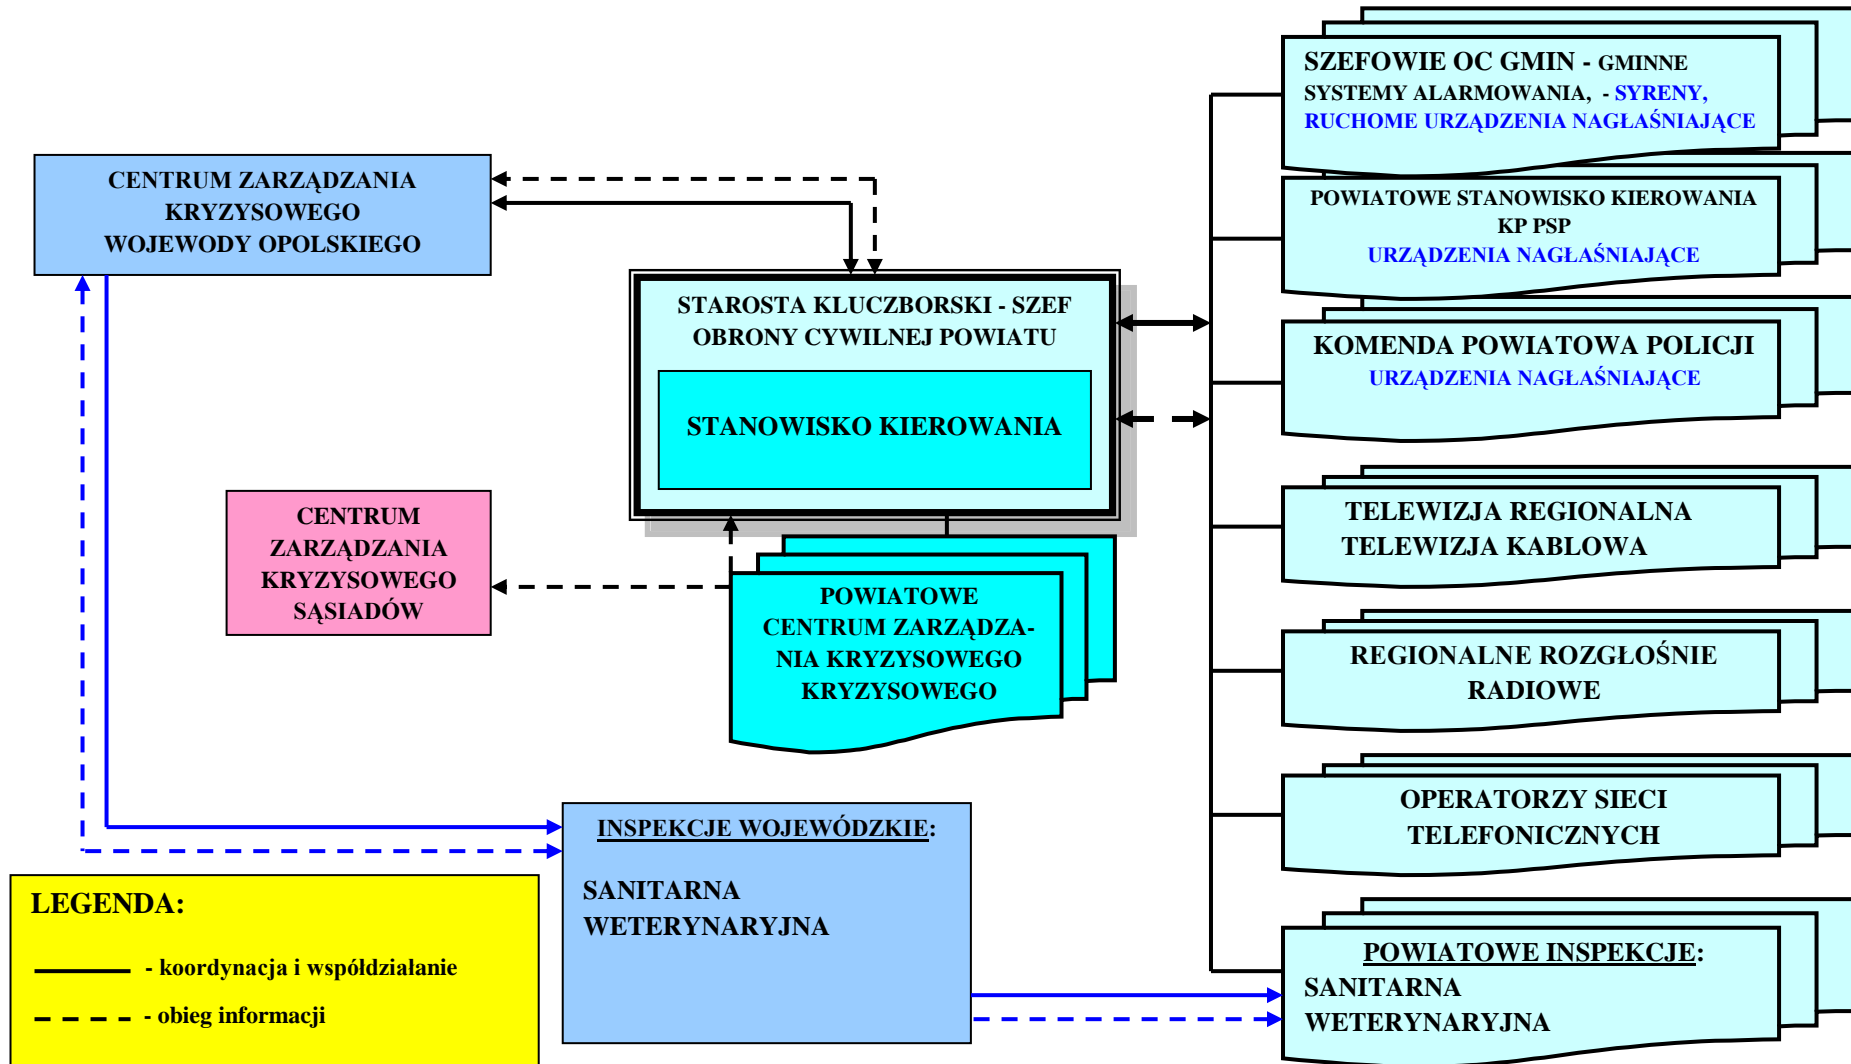 CENTRUM ZARZĄDZANIA
KRYZYSOWEGO
WOJEWODY OPOLSKIEGO
STAROSTA KLUCZBORSKI - SZEF
OBRONY CYWILNEJ POWIATU
STANOWISKO KIEROWANIA
CENTRUM
ZARZĄDZANIA
KRYZYSOWEGO
SĄSIADÓW
POWIATOWE
CENTRUM ZARZĄDZA-
NIA KRYZYSOWEGO
KRYZYSOWEGO
INSPEKCJE WOJEWÓDZKIE:
SANITARNA
WETERYNARYJNA
LEGENDA:
- koordynacja i współdziałanie
- obieg informacji
SZEFOWIE OC GMIN - GMINNE
SYSTEMY ALARMOWANIA, - SYRENY,
RUCHOME URZĄDZENIA NAGŁAŚNIAJĄCE
POWIATOWE STANOWISKO KIEROWANIA
KP PSP
URZĄDZENIA NAGŁAŚNIAJĄCE
KOMENDA POWIATOWA POLICJI
URZĄDZENIA NAGŁAŚNIAJĄCE
TELEWIZJA REGIONALNA
TELEWIZJA KABLOWA
REGIONALNE ROZGŁOŚNIE
RADIOWE
OPERATORZY SIECI
TELEFONICZNYCH
POWIATOWE INSPEKCJE:
SANITARNA
WETERYNARYJNA